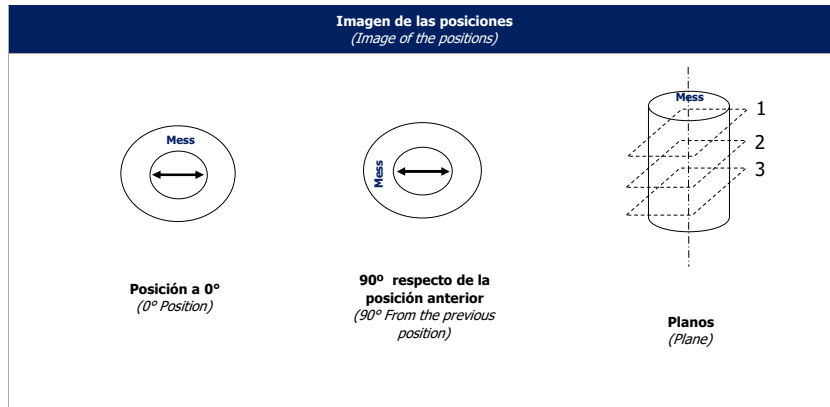 Imagen de las posiciones
(Image of the positions)
Mess
Mess
Mess
1
2
3
Posición a 0°
(0° Position)
90º respecto de la
posición anterior
(90° From the previous
position)
Planos
(Plane)